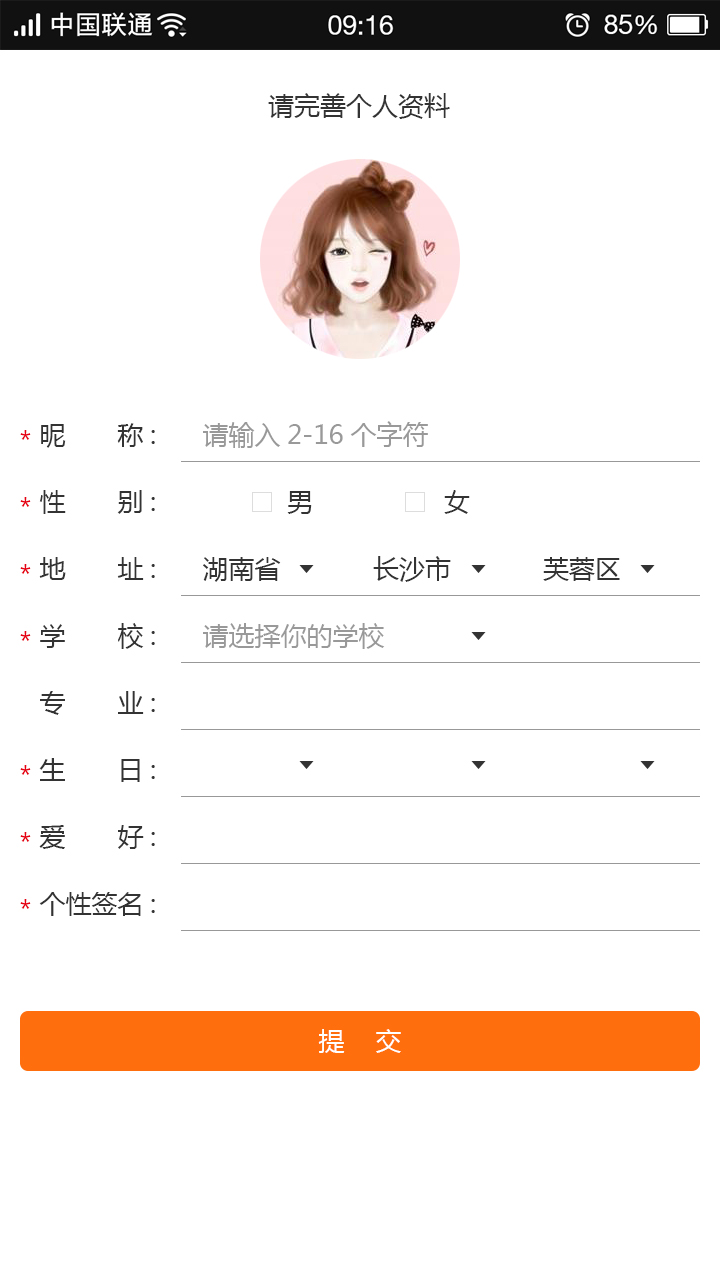 中国联通 09:16 85%
请完善个人资料
* 昵 称: 请输入 2-16 个字符
* 性 别: 男 女
* 地 址: 湖南省 长沙市 芙蓉区
* 学 校: 请选择你的学校
专 业:
* 生 日:
* 爱 好:
* 个性签名:
提 交